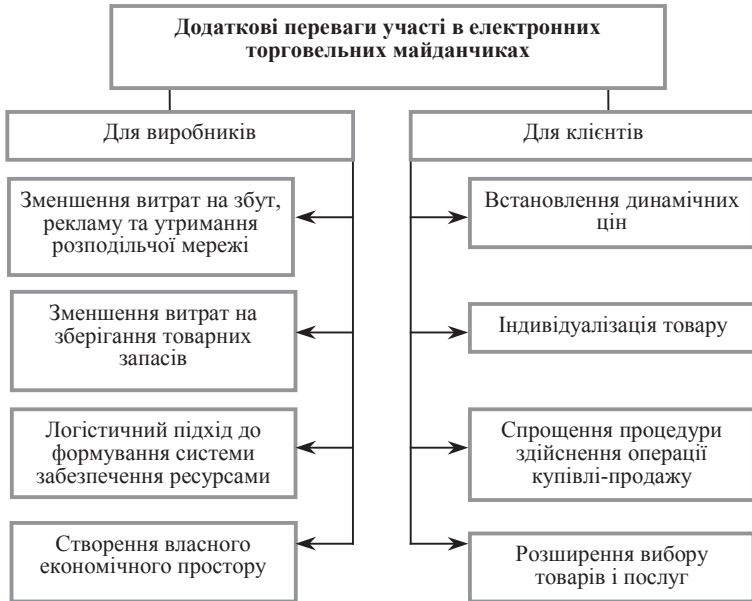 Додаткові переваги участі в електронних
торговельних майданчиках
Для виробників
Зменшення витрат на збут,
рекламу та утримання
розподільчої мережі
Зменшення витрат на
зберігання товарних
запасів
Логістичний підхід до
формування системи
забезпечення ресурсами
Створення власного
економічного простору
Для клієнтів
Встановлення динамічних
цін
Індивідуалізація товару
Спрощення процедури
здійснення операції
купівлі-продажу
Розширення вибору
товарів і послуг